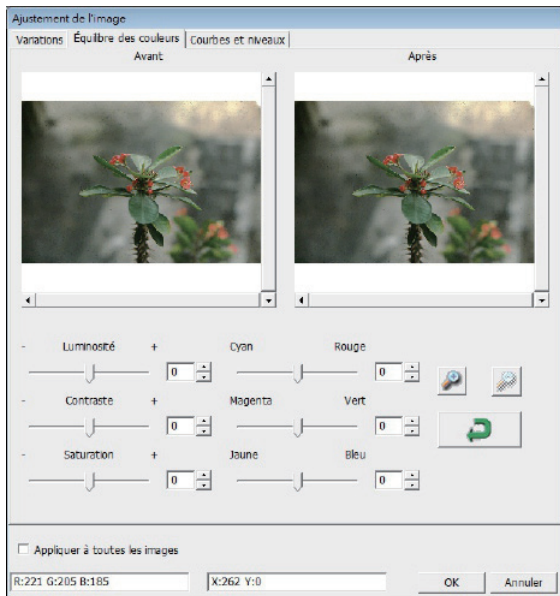 Ajustement de l'image
Variations Équilibre des couleurs Courbes et niveaux
Avant Après
- Luminosité + 0 Cyan Rouge 0
- Contraste + 0 Magenta Vert 0
- Saturation + 0 Jaune Bleu 0
Appliquer à toutes les images
R:221 G:205 B:185 X:262 Y:0 OK Annuler